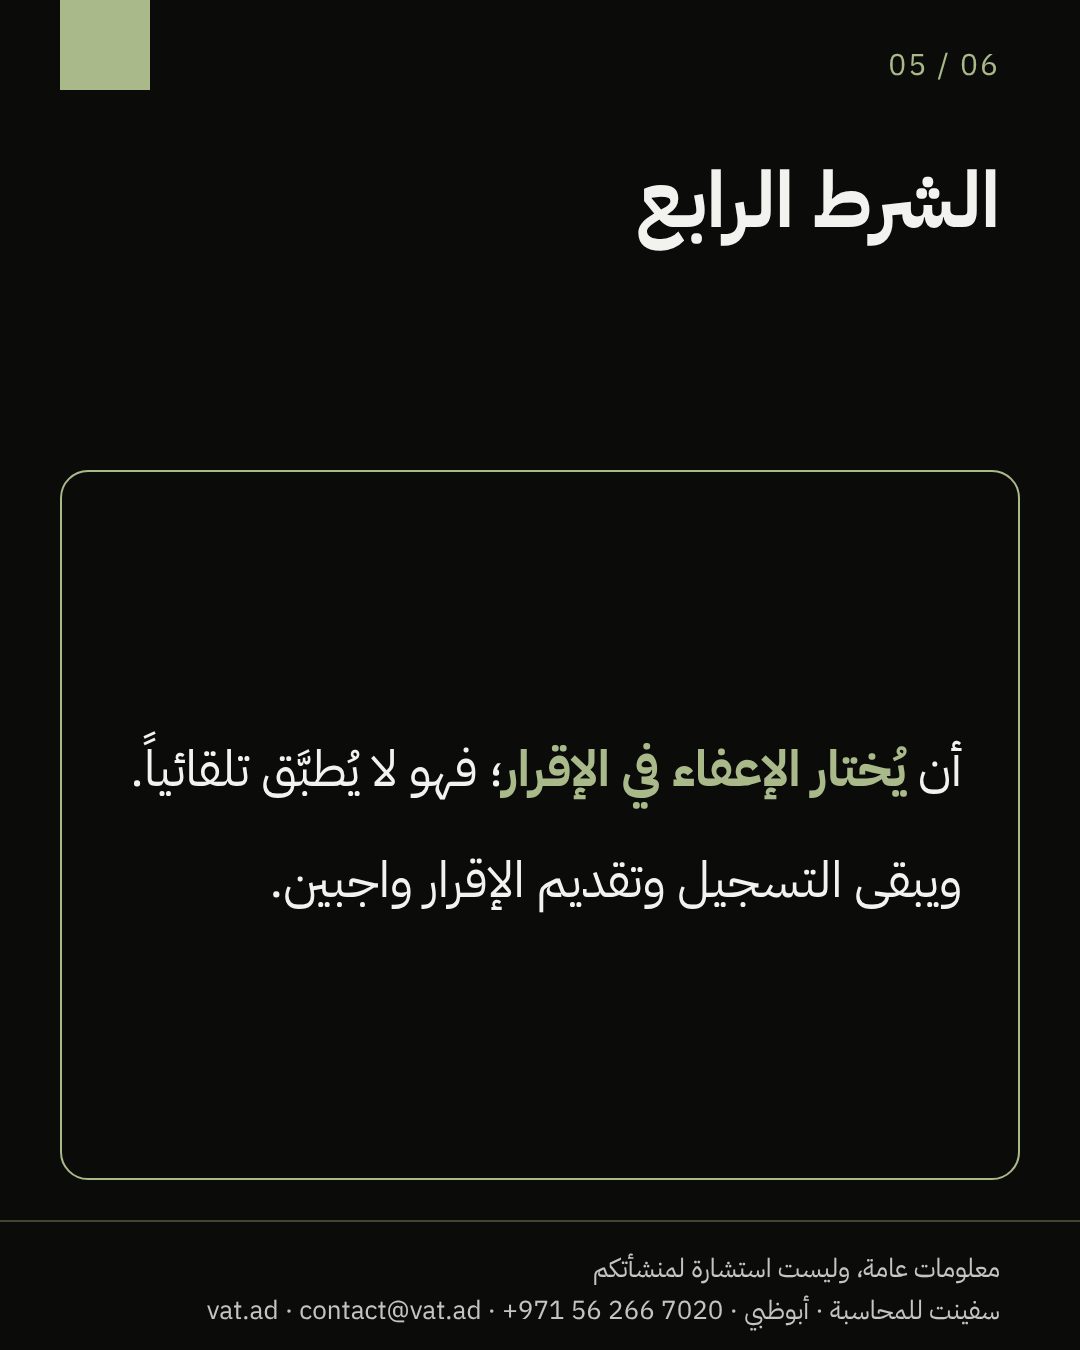 05 / 06
الشرط الرابع
أن يُختار الإعفاء في الإقرار؛ فهو لا يُطبَّق تلقائياً.
ويبقى التسجيل وتقديم الإقرار واجبين.
معلومات عامة، وليست استشارة لمنشأتكم
سفينت للمحاسبة · أبوظبي · +971 56 266 7020 · contact@vat.ad · vat.ad